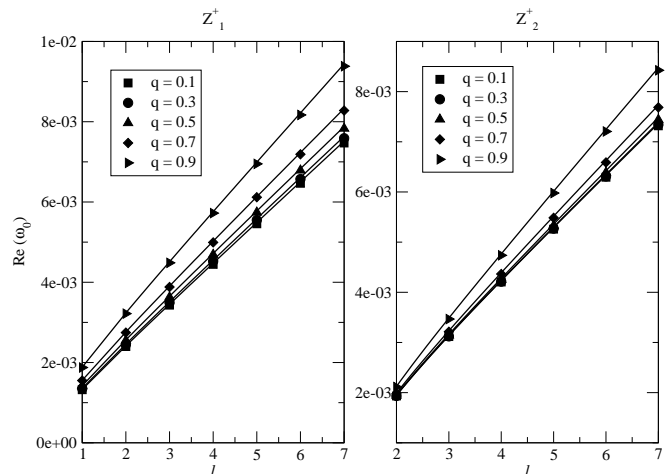 Z⁺₁
Z⁺₂
1e-02
8e-03
6e-03
4e-03
2e-03
0e+00
Re (ω₀)
q = 0.1
q = 0.3
q = 0.5
q = 0.7
q = 0.9
1 2 3 4 5 6 7
l
8e-03
6e-03
4e-03
2e-03
q = 0.1
q = 0.3
q = 0.5
q = 0.7
q = 0.9
2 3 4 5 6 7
l